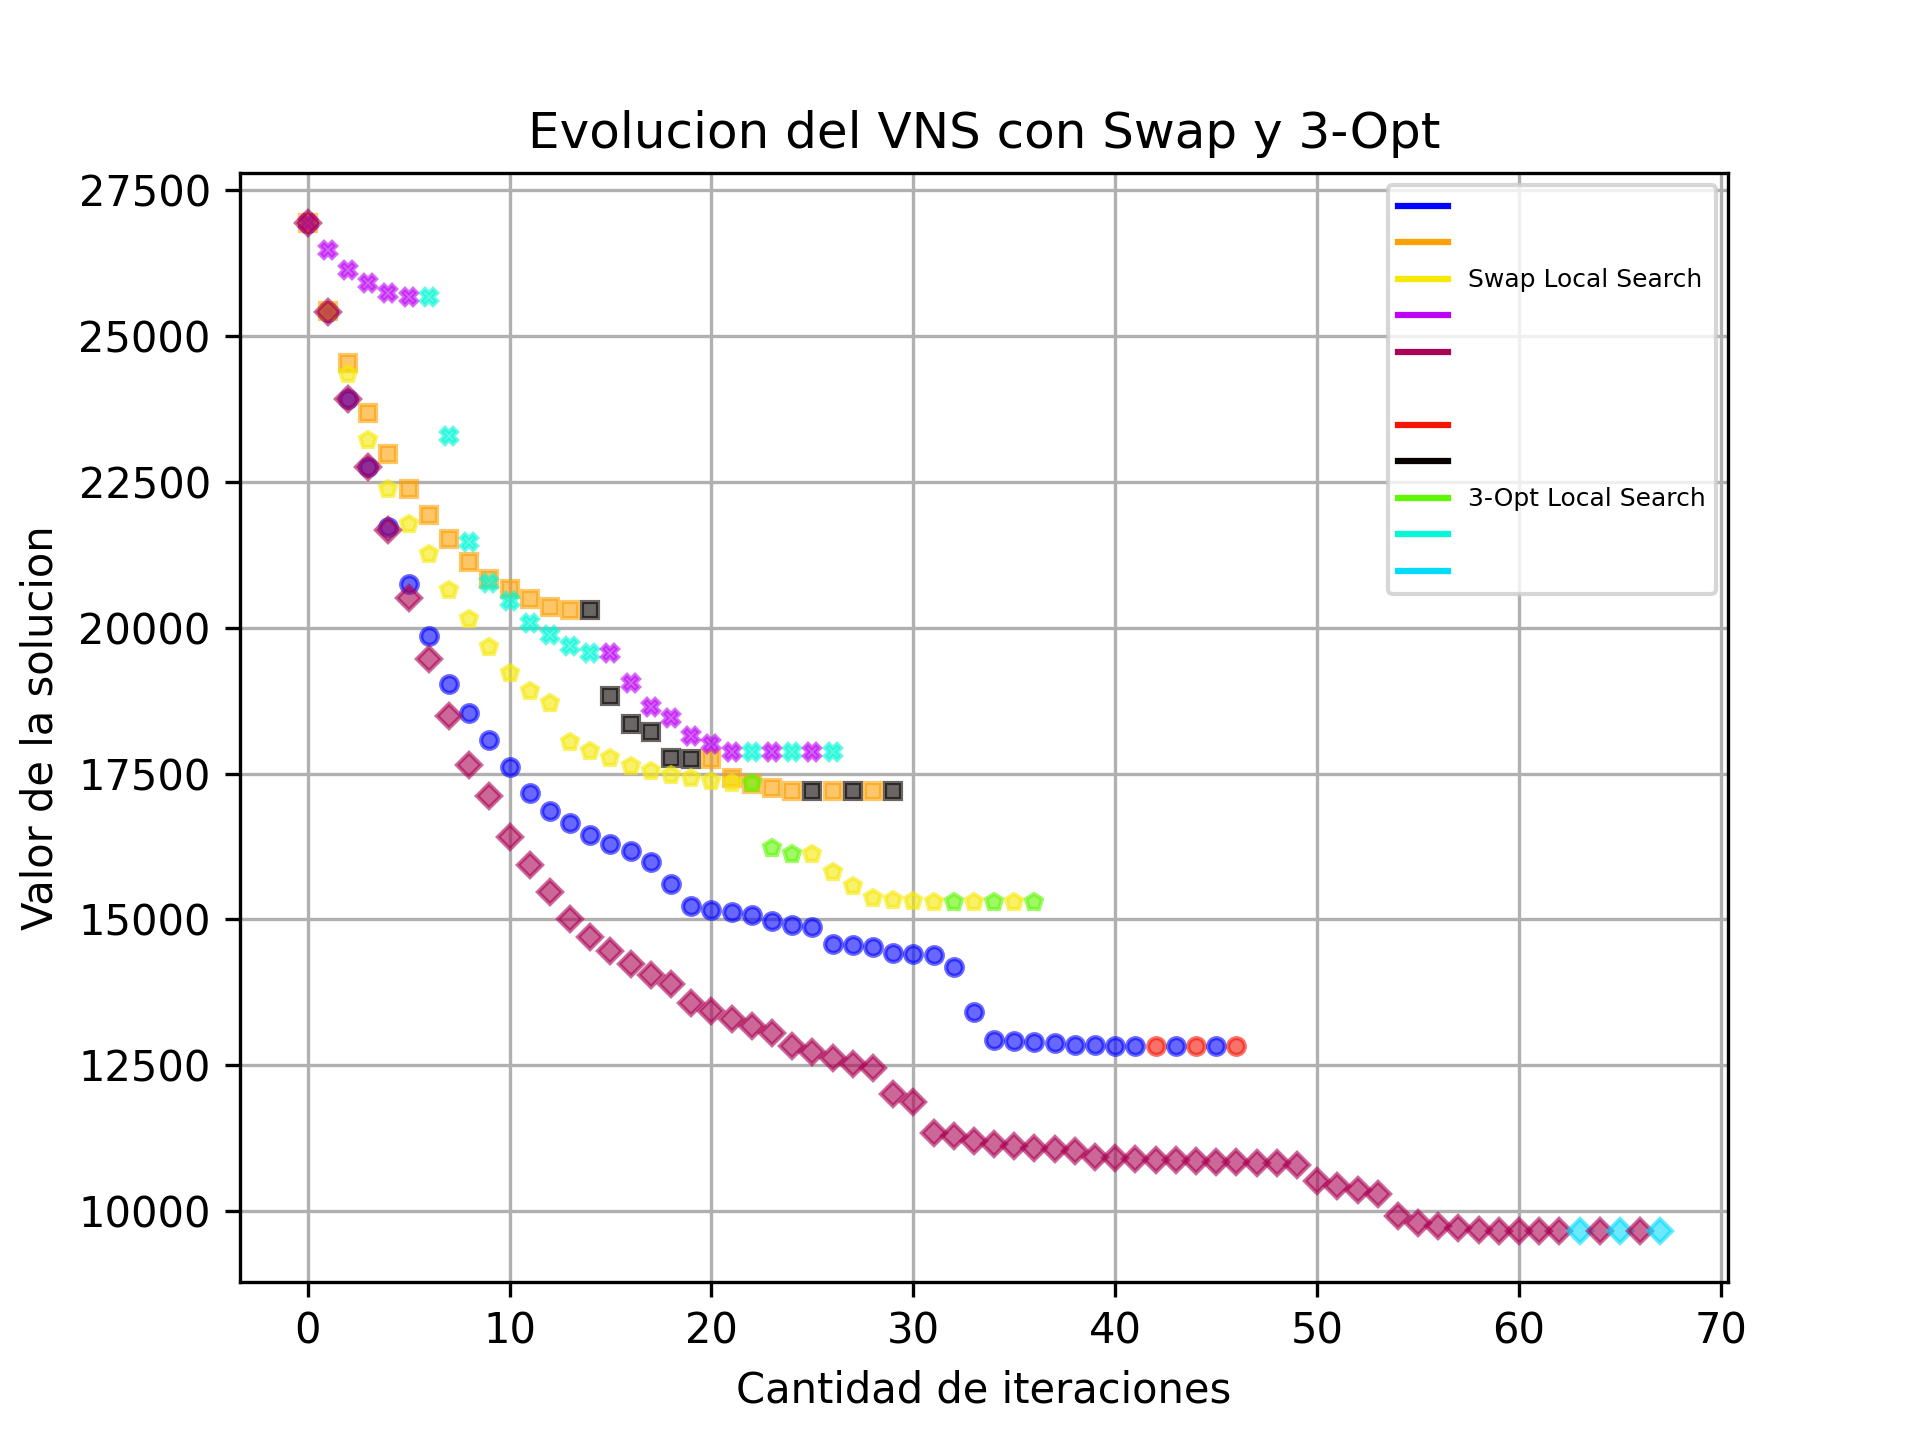 Evolucion del VNS con Swap y 3-Opt
27500
25000
22500
20000
17500
15000
12500
10000
Valor de la solucion
Swap Local Search
3-Opt Local Search
0 10 20 30 40 50 60 70
Cantidad de iteraciones